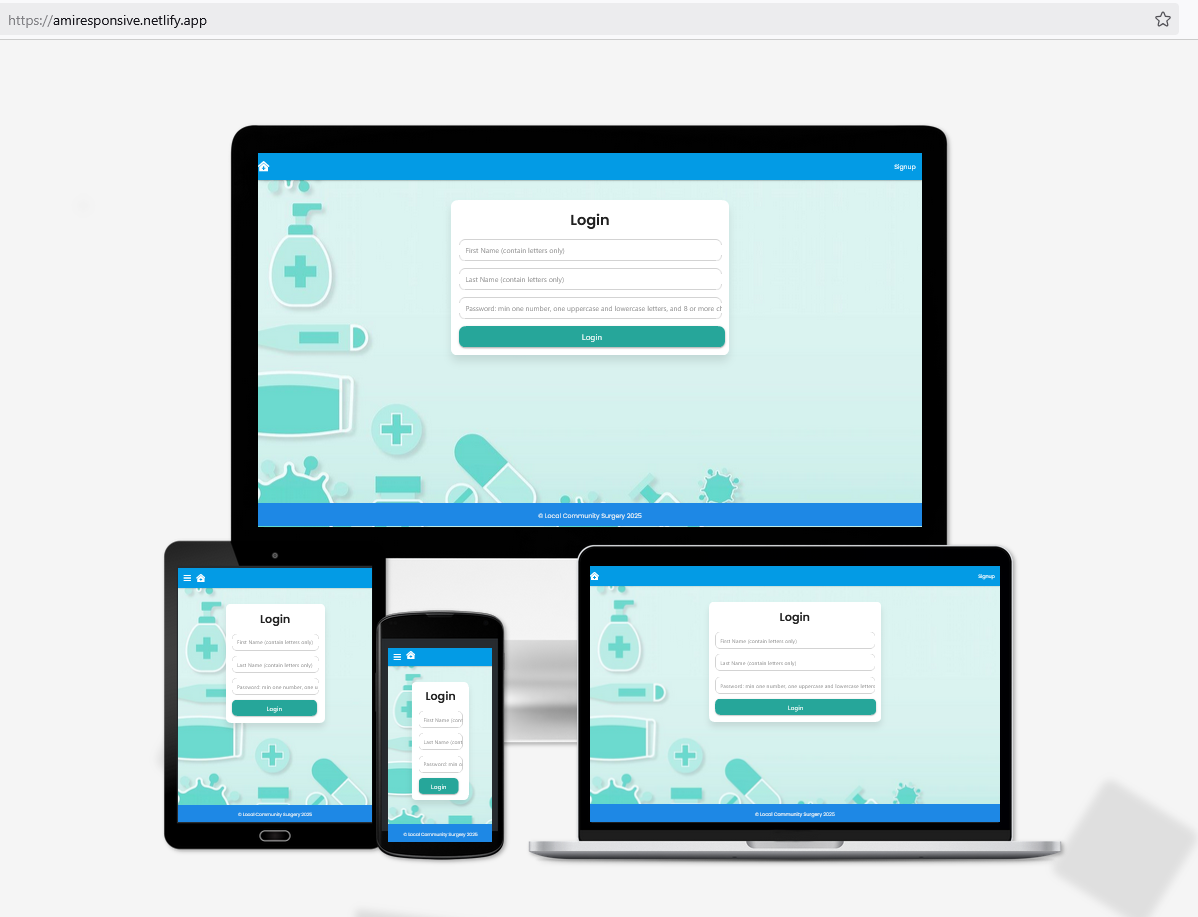 https://amiresponsive.netlify.app
Signup
Login
First Name (contain letters only)
Last Name (contain letters only)
Password: min one number, one uppercase and lowercase letters, and 8 or more ch
Login
© Local Community Surgery 2025
Login
First Name (contain letters only)
Last Name (contain letters only)
Password: min one number, one u
Login
© Local Community Surgery 2025
Login
First Name (cont
Last Name (cont
Password: min o
Login
© Local Community Surgery 2025
Signup
Login
First Name (contain letters only)
Last Name (contain letters only)
Password: min one number, one uppercase and lowercase letters
Login
© Local Community Surgery 2025